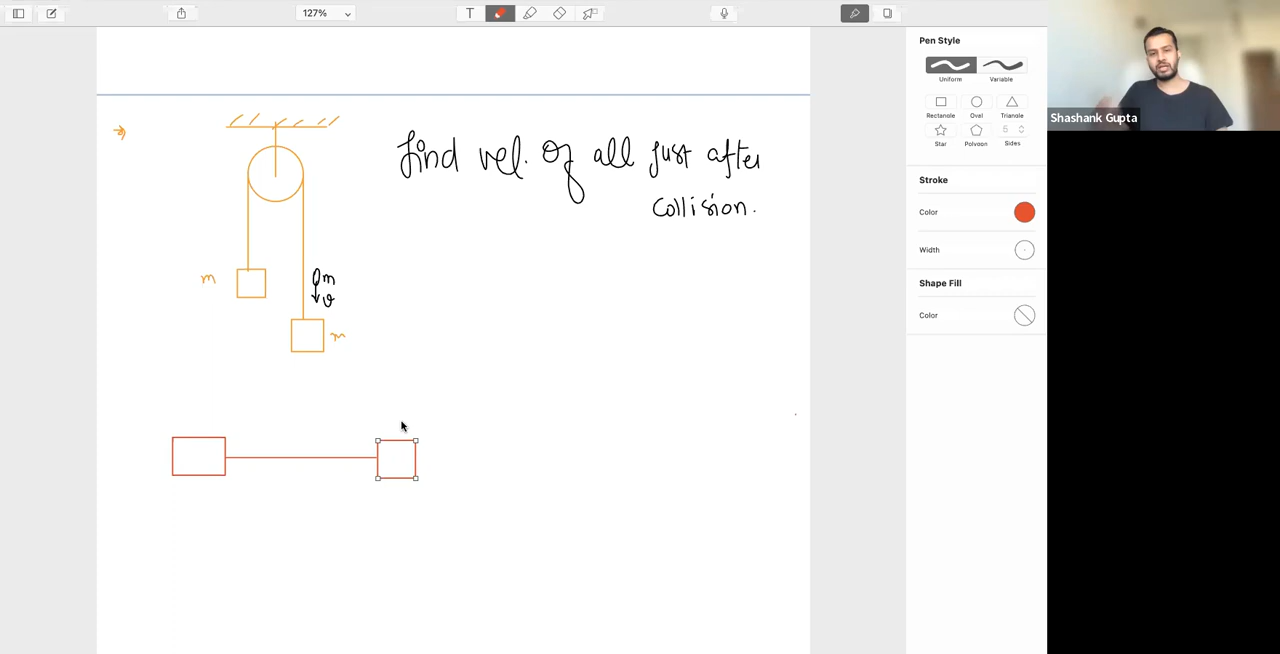 127%
T
Pen Style
Uniform
Variable
Rectangle
Oval
Triangle
5
Star
Polygon
Sides
Stroke
Color
Width
Shape Fill
Color
Shashank Gupta
find vel. of all just after
collision.
m
m
v
m